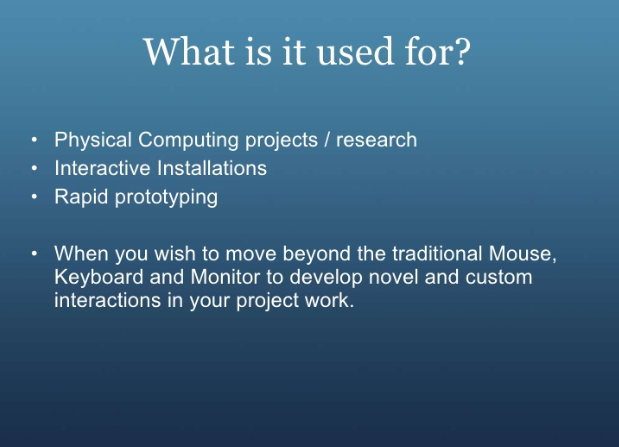 What is it used for?
• Physical Computing projects / research
• Interactive Installations
• Rapid prototyping
• When you wish to move beyond the traditional Mouse,
Keyboard and Monitor to develop novel and custom
interactions in your project work.